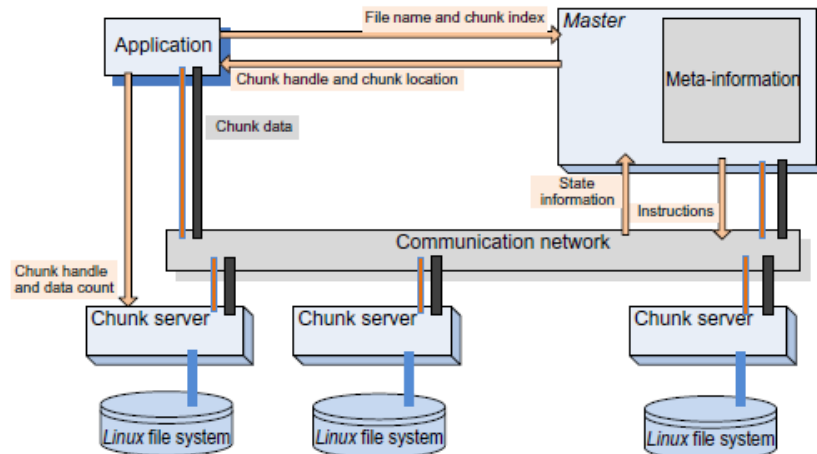 File name and chunk index
Master
Application
Chunk handle and chunk location
Meta-information
Chunk data
State
information
Instructions
Communication network
Chunk handle
and data count
Chunk server
Chunk server
Chunk server
Linux file system
Linux file system
Linux file system